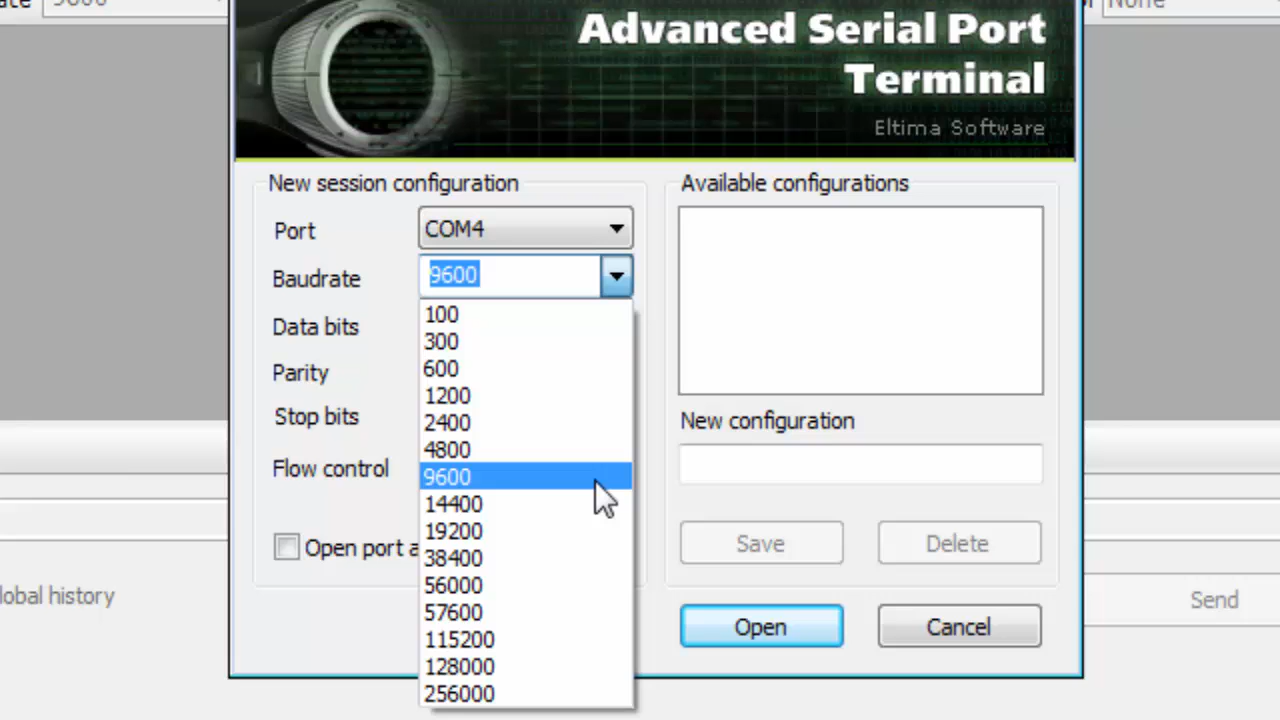 9600
None
Advanced Serial Port
Terminal
Eltima Software
New session configuration
Port
COM4
Baudrate
9600
100
300
600
1200
2400
4800
9600
14400
19200
38400
56000
57600
115200
128000
256000
Data bits
Parity
Stop bits
Flow control
Open port a
Available configurations
New configuration
Save
Delete
Open
Cancel
lobal history
Send